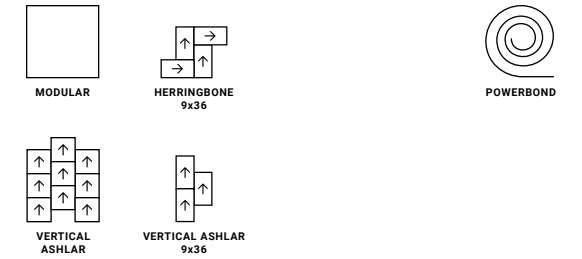 MODULAR
HERRINGBONE
9x36
POWERBOND
VERTICAL
ASHLAR
VERTICAL ASHLAR
9x36